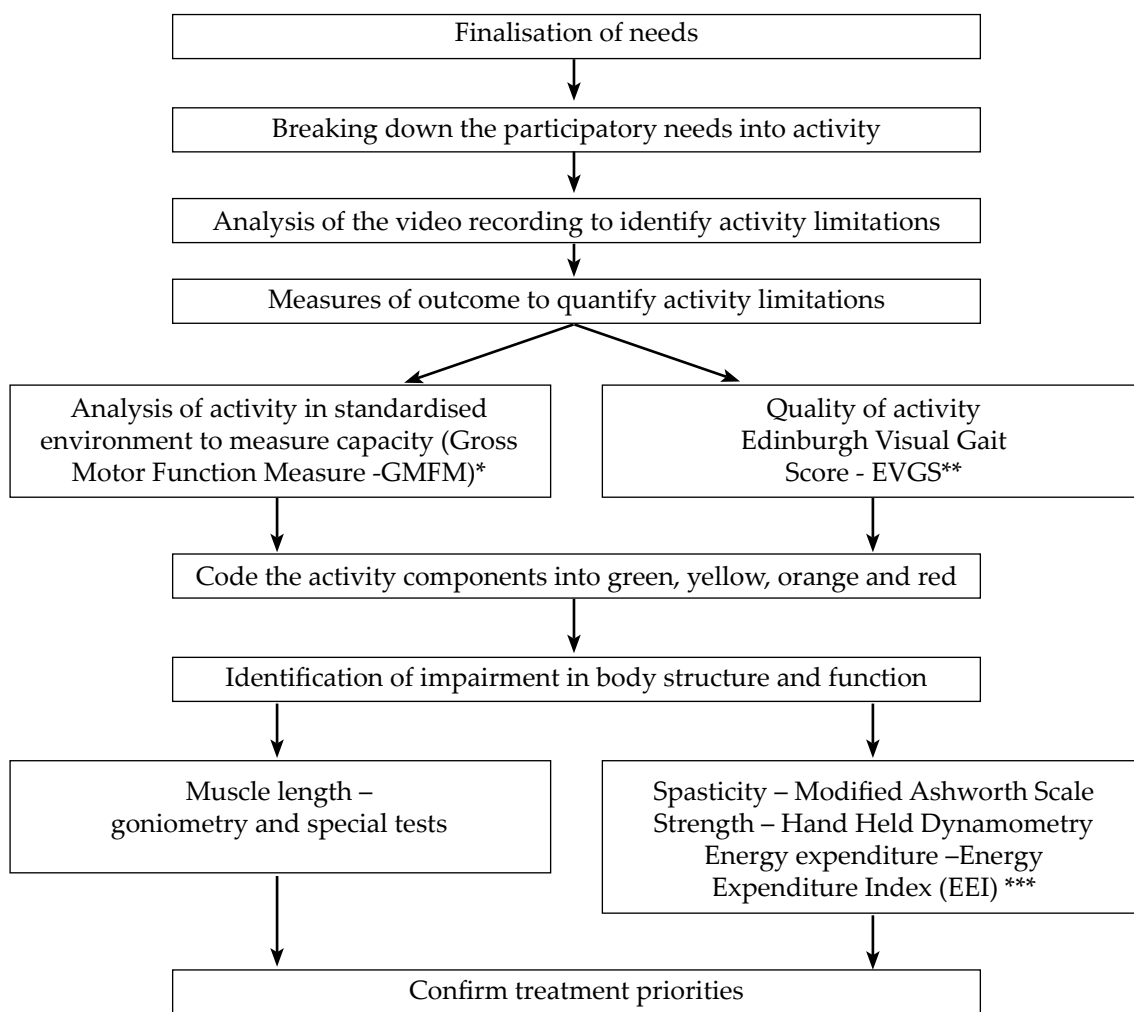 Finalisation of needs
Breaking down the participatory needs into activity
Analysis of the video recording to identify activity limitations
Measures of outcome to quantify activity limitations
Analysis of activity in standardised
environment to measure capacity (Gross
Motor Function Measure -GMFM)*
Quality of activity
Edinburgh Visual Gait
Score - EVGS**
Code the activity components into green, yellow, orange and red
Identification of impairment in body structure and function
Muscle length –
goniometry and special tests
Spasticity – Modified Ashworth Scale
Strength – Hand Held Dynamometry
Energy expenditure –Energy
Expenditure Index (EEI) ***
Confirm treatment priorities